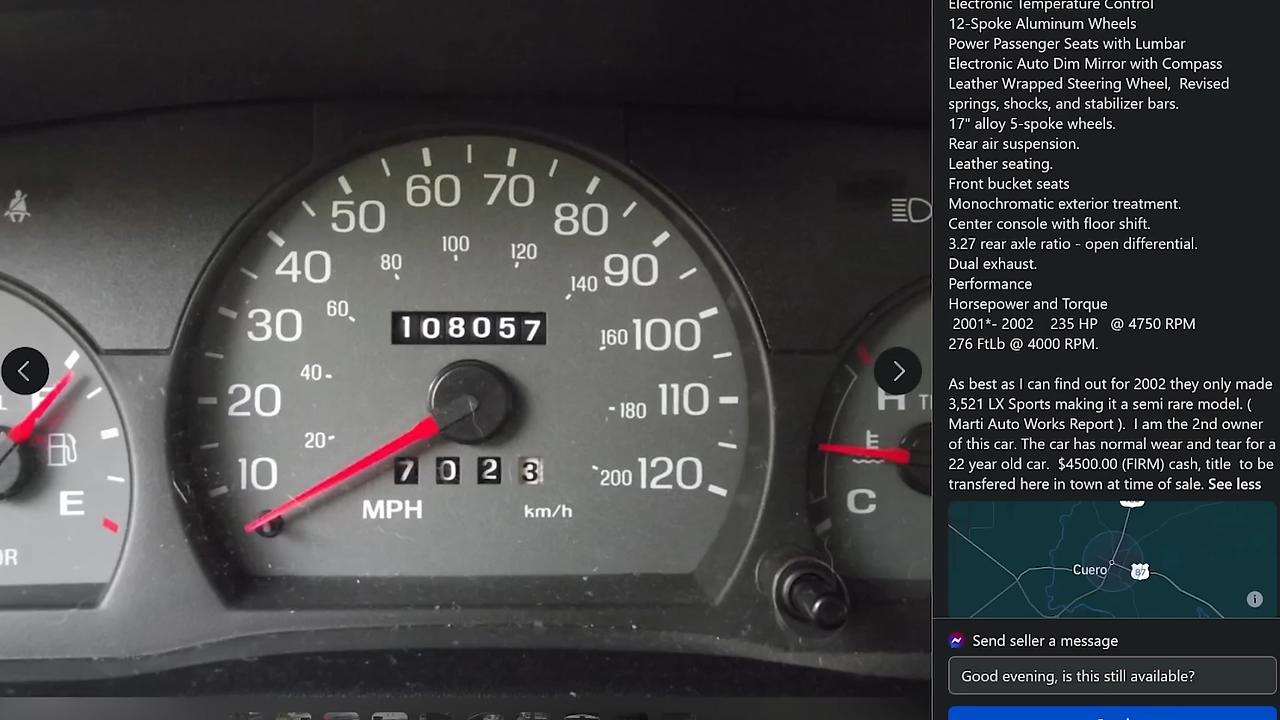 60 70
50 80
40 90
30 100
20 110
10 120
80 100 120
60 140
40 160
20 180
200
108057
7023
MPH km/h
E
H
C
Electronic Temperature Control
12-Spoke Aluminum Wheels
Power Passenger Seats with Lumbar
Electronic Auto Dim Mirror with Compass
Leather Wrapped Steering Wheel, Revised
springs, shocks, and stabilizer bars.
17" alloy 5-spoke wheels.
Rear air suspension.
Leather seating.
Front bucket seats
Monochromatic exterior treatment.
Center console with floor shift.
3.27 rear axle ratio - open differential.
Dual exhaust.
Performance
Horsepower and Torque
2001*- 2002 235 HP @ 4750 RPM
276 FtLb @ 4000 RPM.
As best as I can find out for 2002 they only made
3,521 LX Sports making it a semi rare model. (
Marti Auto Works Report ). I am the 2nd owner
of this car. The car has normal wear and tear for a
22 year old car. $4500.00 (FIRM) cash, title to be
transfered here in town at time of sale. See less
Cuero
87
Send seller a message
Good evening, is this still available?